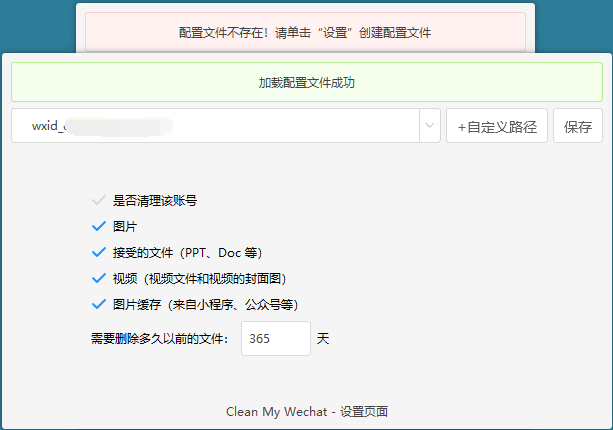 配置文件不存在！请单击“设置”创建配置文件
加载配置文件成功
wxid_
+自定义路径
保存
是否清理该账号
图片
接受的文件（PPT、Doc 等）
视频（视频文件和视频的封面图）
图片缓存（来自小程序、公众号等）
需要删除多久以前的文件： 365 天
Clean My Wechat - 设置页面